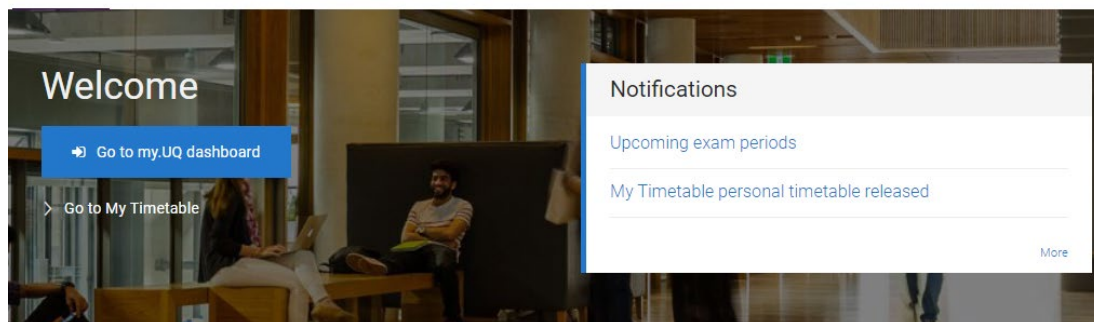 Welcome
Go to my.UQ dashboard
Go to My Timetable
Notifications
Upcoming exam periods
My Timetable personal timetable released
More